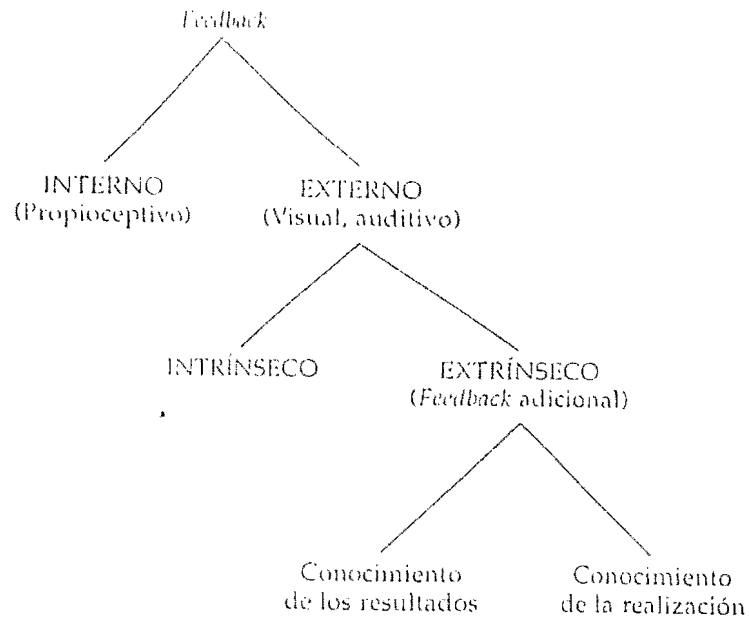 Feedback
INTERNO
(Propioceptivo)
EXTERNO
(Visual, auditivo)
INTRÍNSECO
EXTRÍNSECO
(Feedback adicional)
Conocimiento
de los resultados
Conocimiento
de la realización